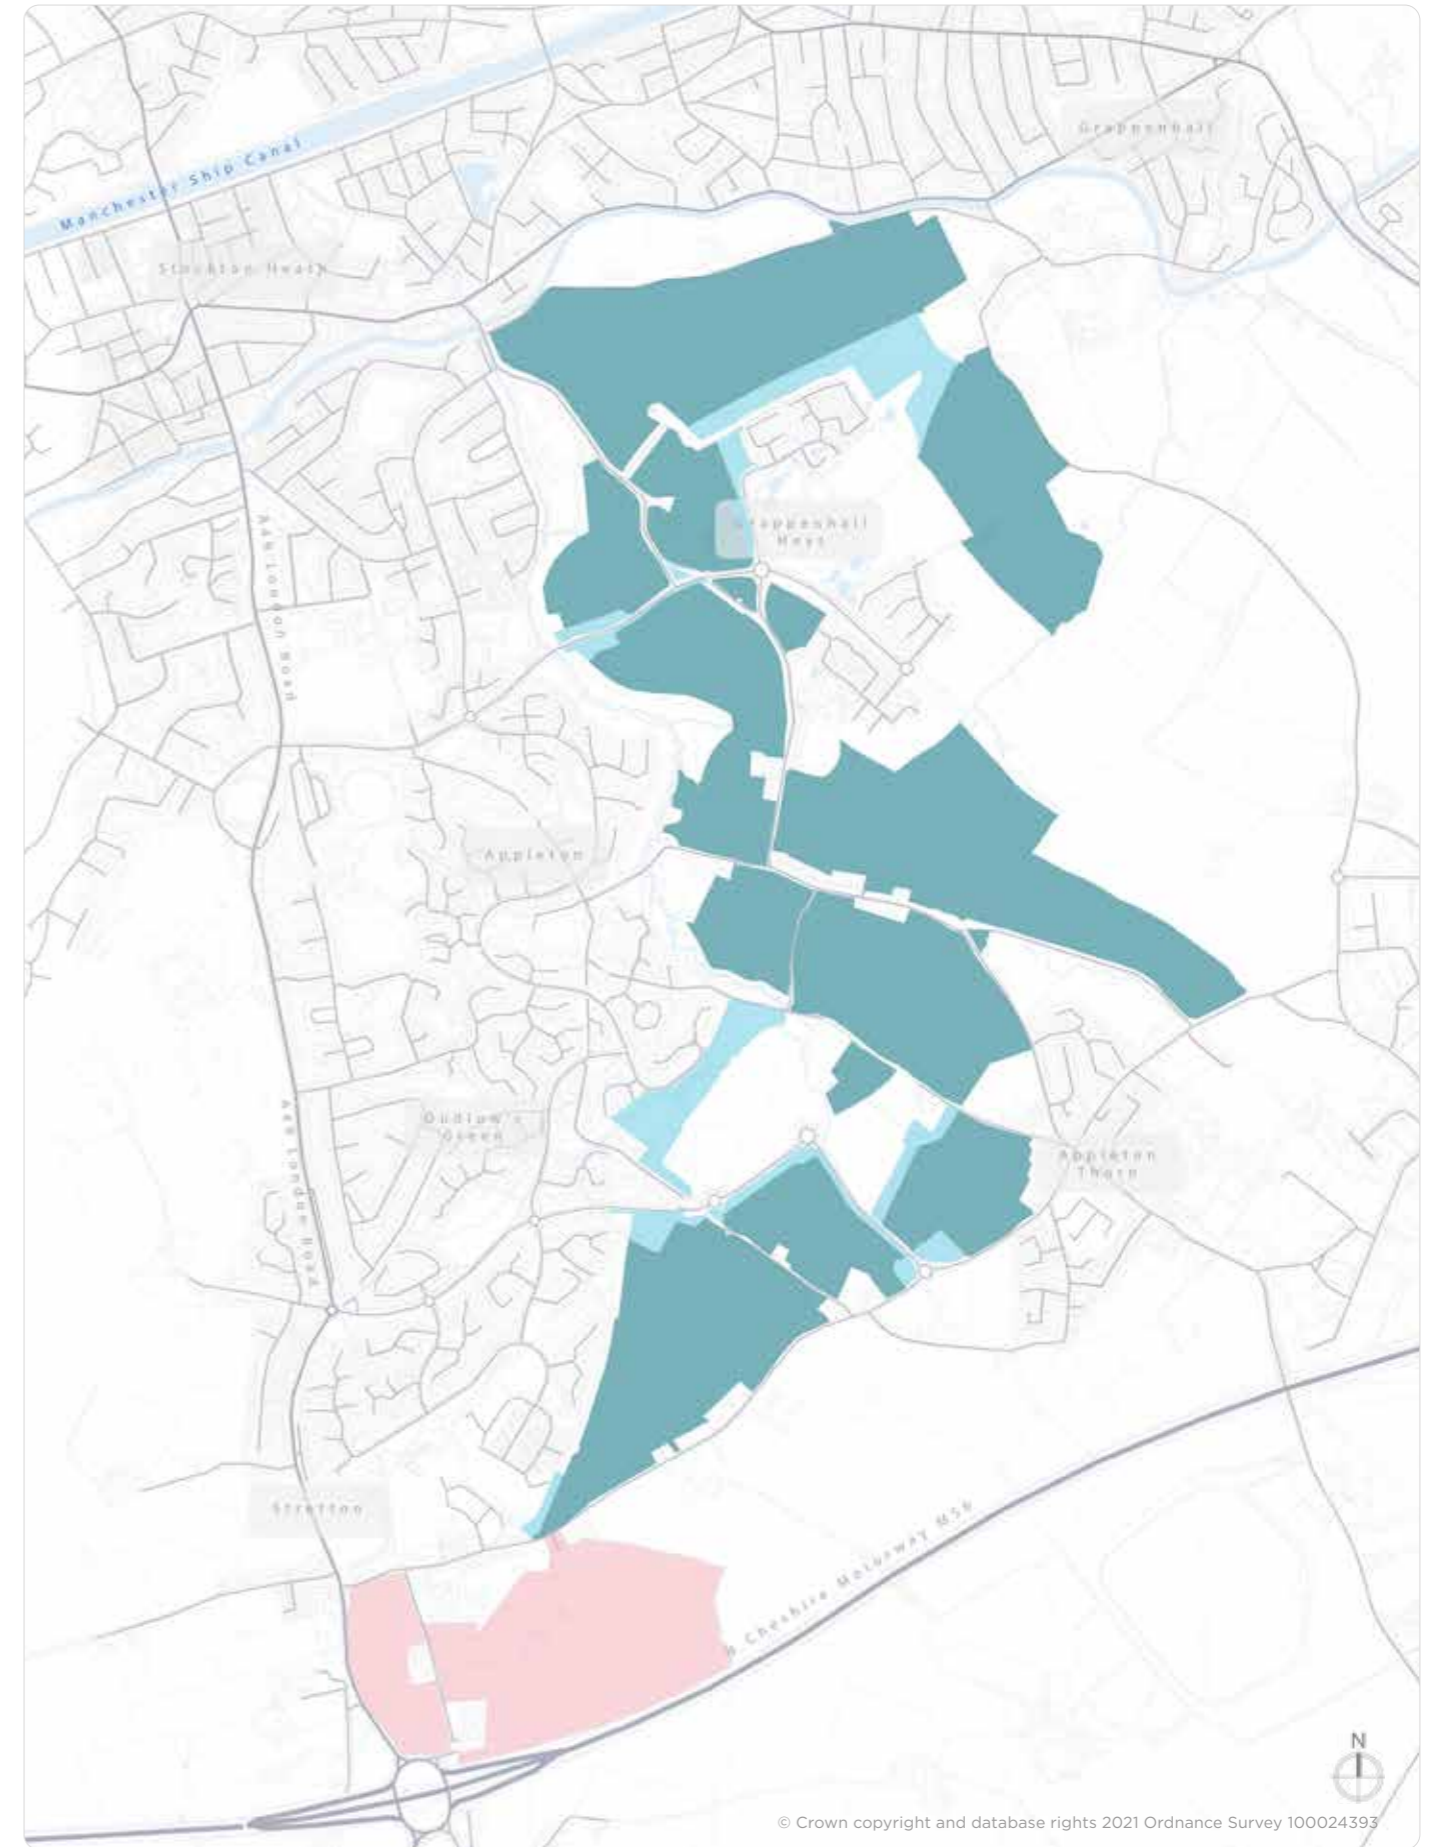 Grappenhall
Manchester Ship Canal
Stockton Heath
Grappenhall
Heys
A49 London Road
Appleton
Dudlow's
Green
A49 London Road
Appleton
Thorn
Stretton
Cheshire Motorway M56
N
© Crown copyright and database rights 2021 Ordnance Survey 100024393